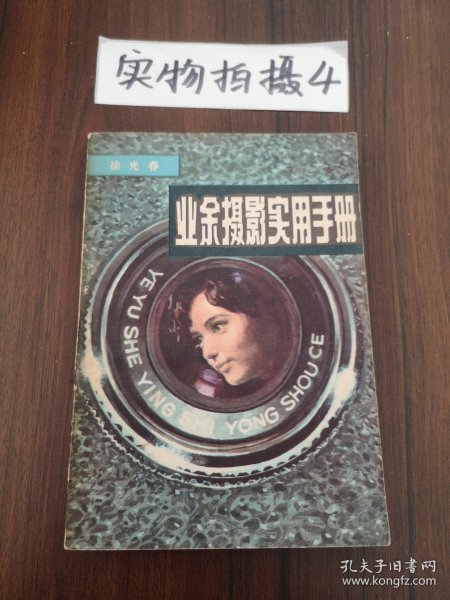 实物拍摄4
徐光春
业余摄影实用手册
YE YU SHE YING SHI YONG SHOU CE
孔夫子旧书网
www.kongfz.com